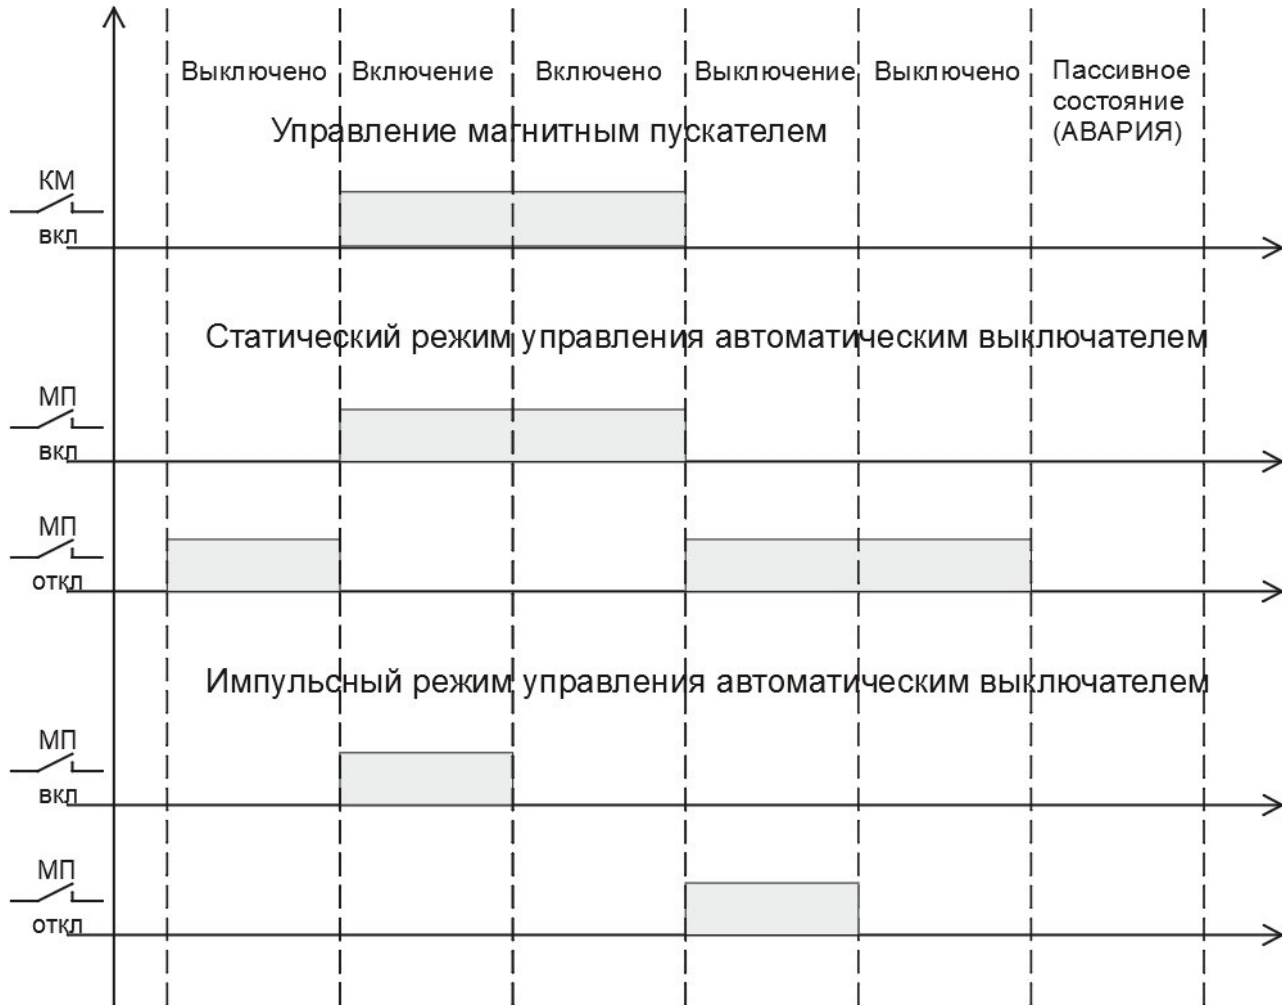 Выключено Включение Включено Выключение Выключено Пассивное
состояние
(АВАРИЯ)
Управление магнитным пускателем
КМ
вкл
Статический режим управления автоматическим выключателем
МП
вкл
МП
откл
Импульсный режим управления автоматическим выключателем
МП
вкл
МП
откл